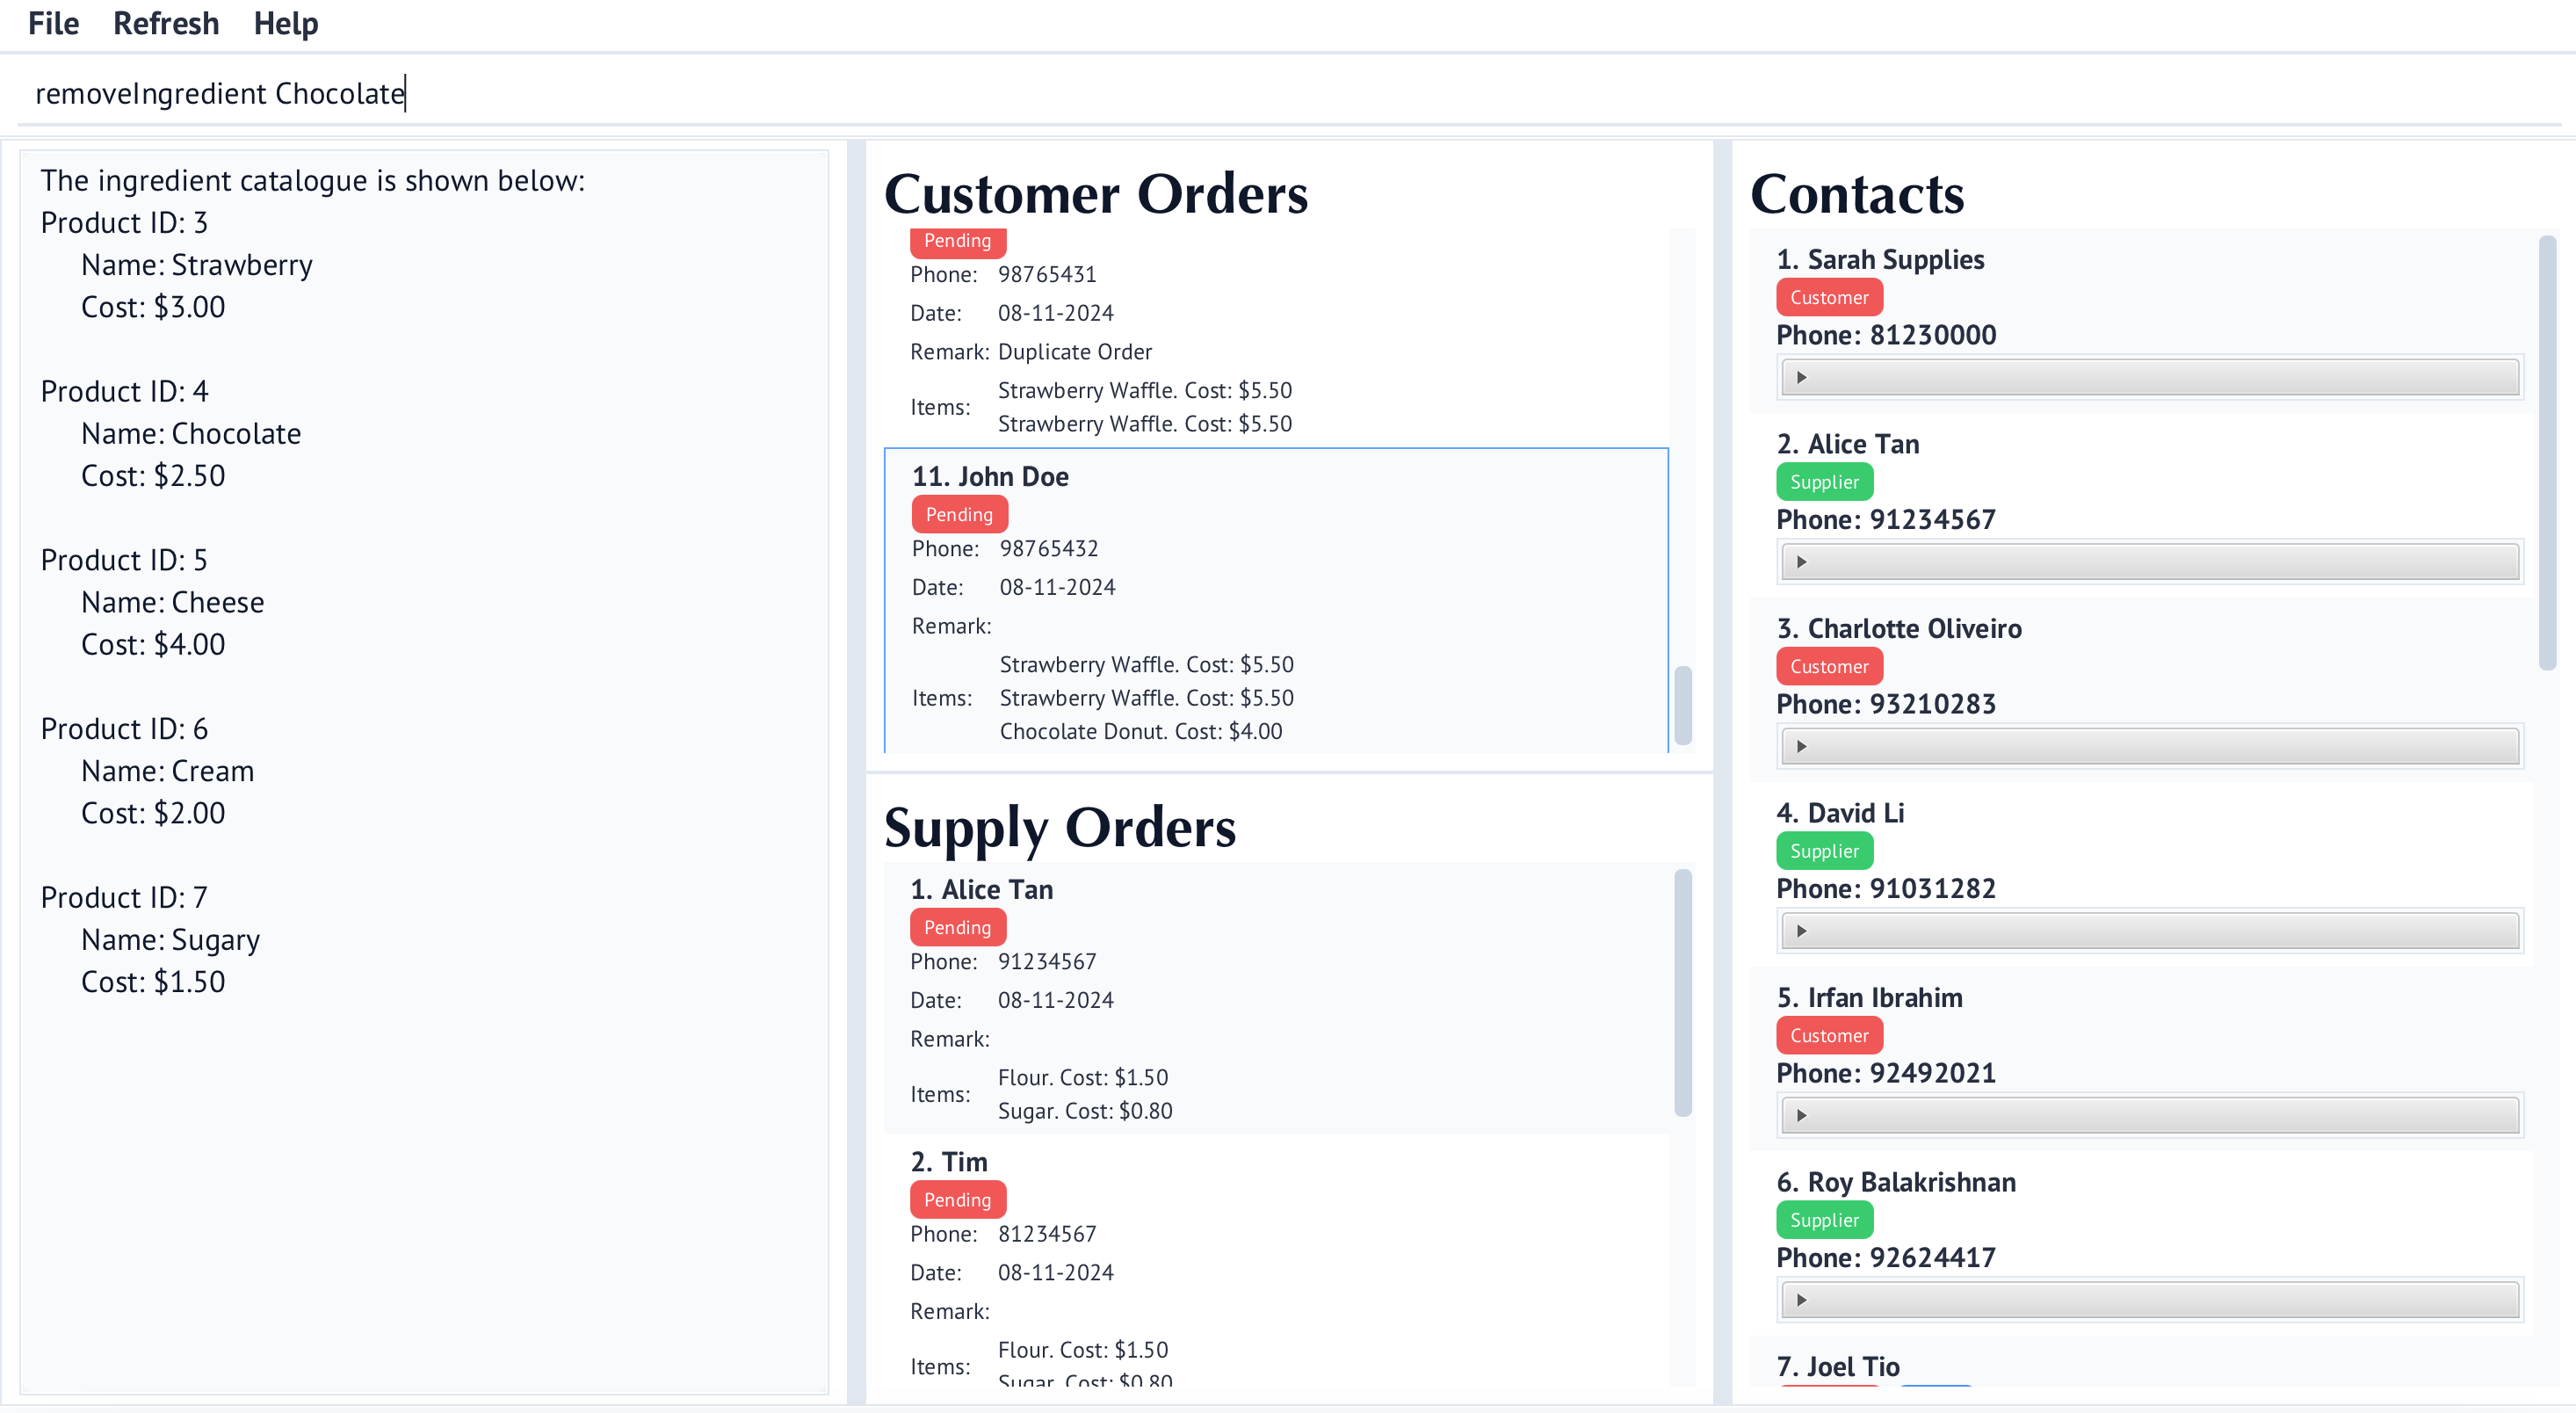 File Refresh Help
removeIngredient Chocolate
The ingredient catalogue is shown below:
Product ID: 3
Name: Strawberry
Cost: $3.00
Product ID: 4
Name: Chocolate
Cost: $2.50
Product ID: 5
Name: Cheese
Cost: $4.00
Product ID: 6
Name: Cream
Cost: $2.00
Product ID: 7
Name: Sugary
Cost: $1.50
Customer Orders
Pending
Phone: 98765431
Date: 08-11-2024
Remark: Duplicate Order
Items:
Strawberry Waffle. Cost: $5.50
Strawberry Waffle. Cost: $5.50
11. John Doe
Pending
Phone: 98765432
Date: 08-11-2024
Remark:
Items:
Strawberry Waffle. Cost: $5.50
Strawberry Waffle. Cost: $5.50
Chocolate Donut. Cost: $4.00
Supply Orders
1. Alice Tan
Pending
Phone: 91234567
Date: 08-11-2024
Remark:
Items:
Flour. Cost: $1.50
Sugar. Cost: $0.80
2. Tim
Pending
Phone: 81234567
Date: 08-11-2024
Remark:
Items:
Flour. Cost: $1.50
Sugar. Cost: $0.80
Contacts
1. Sarah Supplies
Customer
Phone: 81230000
2. Alice Tan
Supplier
Phone: 91234567
3. Charlotte Oliveiro
Customer
Phone: 93210283
4. David Li
Supplier
Phone: 91031282
5. Irfan Ibrahim
Customer
Phone: 92492021
6. Roy Balakrishnan
Supplier
Phone: 92624417
7. Joel Tio